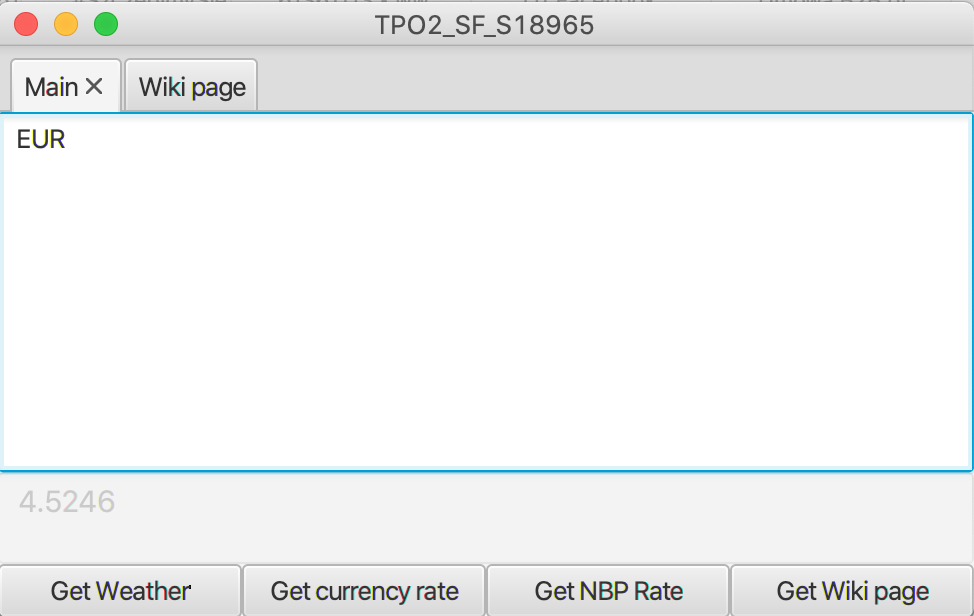 TPO2_SF_S18965
Main Wiki page
EUR
4.5246
Get Weather Get currency rate Get NBP Rate Get Wiki page